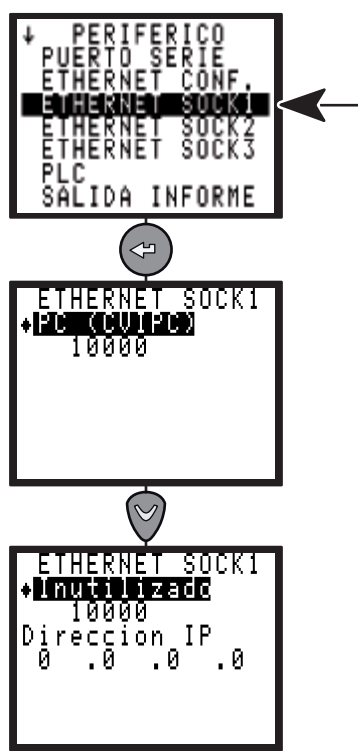 PERIFERICO
PUERTO SERIE
ETHERNET CONF.
ETHERNET SOCK1
ETHERNET SOCK2
ETHERNET SOCK3
PLC
SALIDA INFORME
ETHERNET SOCK1
PC (CVIPC)
10000
ETHERNET SOCK1
Inutilizado
10000
Direccion IP
0 .0 .0 .0